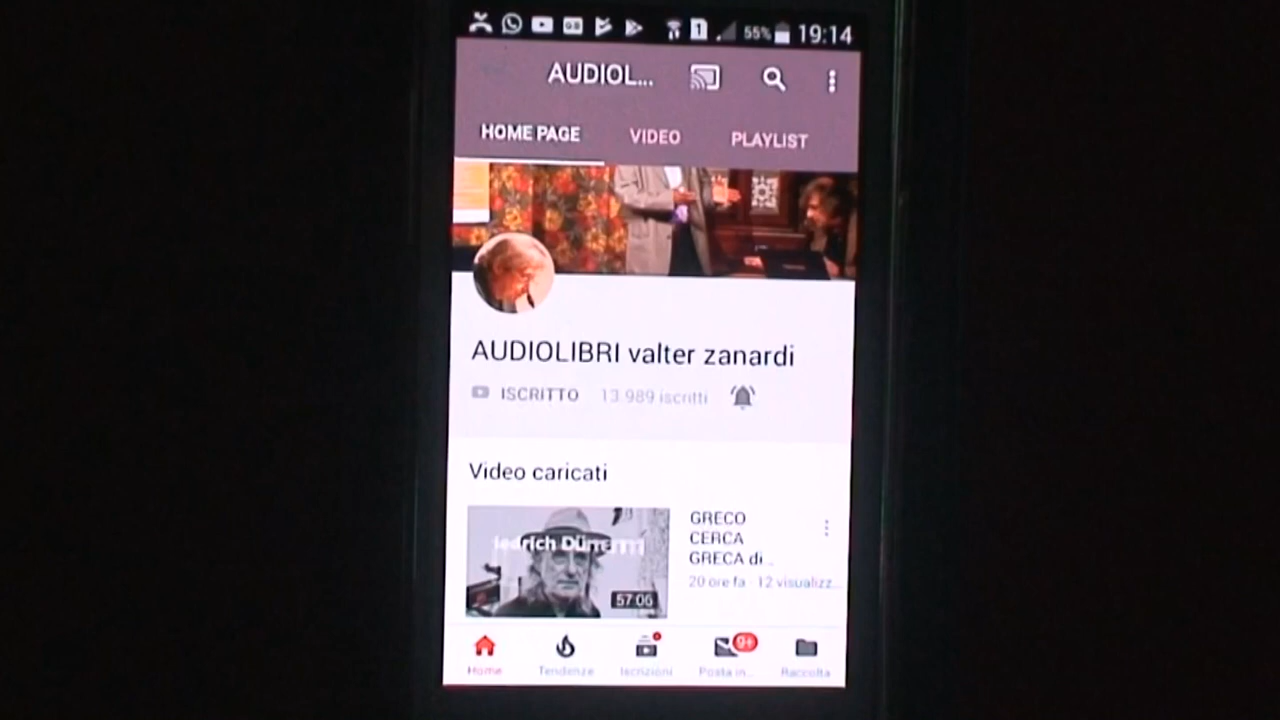 1 55% 19:14
AUDIOL...
HOME PAGE VIDEO PLAYLIST
AUDIOLIBRI valter zanardi
ISCRITTO 13.989 iscritti
Video caricati
GRECO
CERCA
GRECA di...
57:06
20 ore fa · 12 visualizz...
9+
Home Tendenze Iscrizioni Posta in... Raccolta